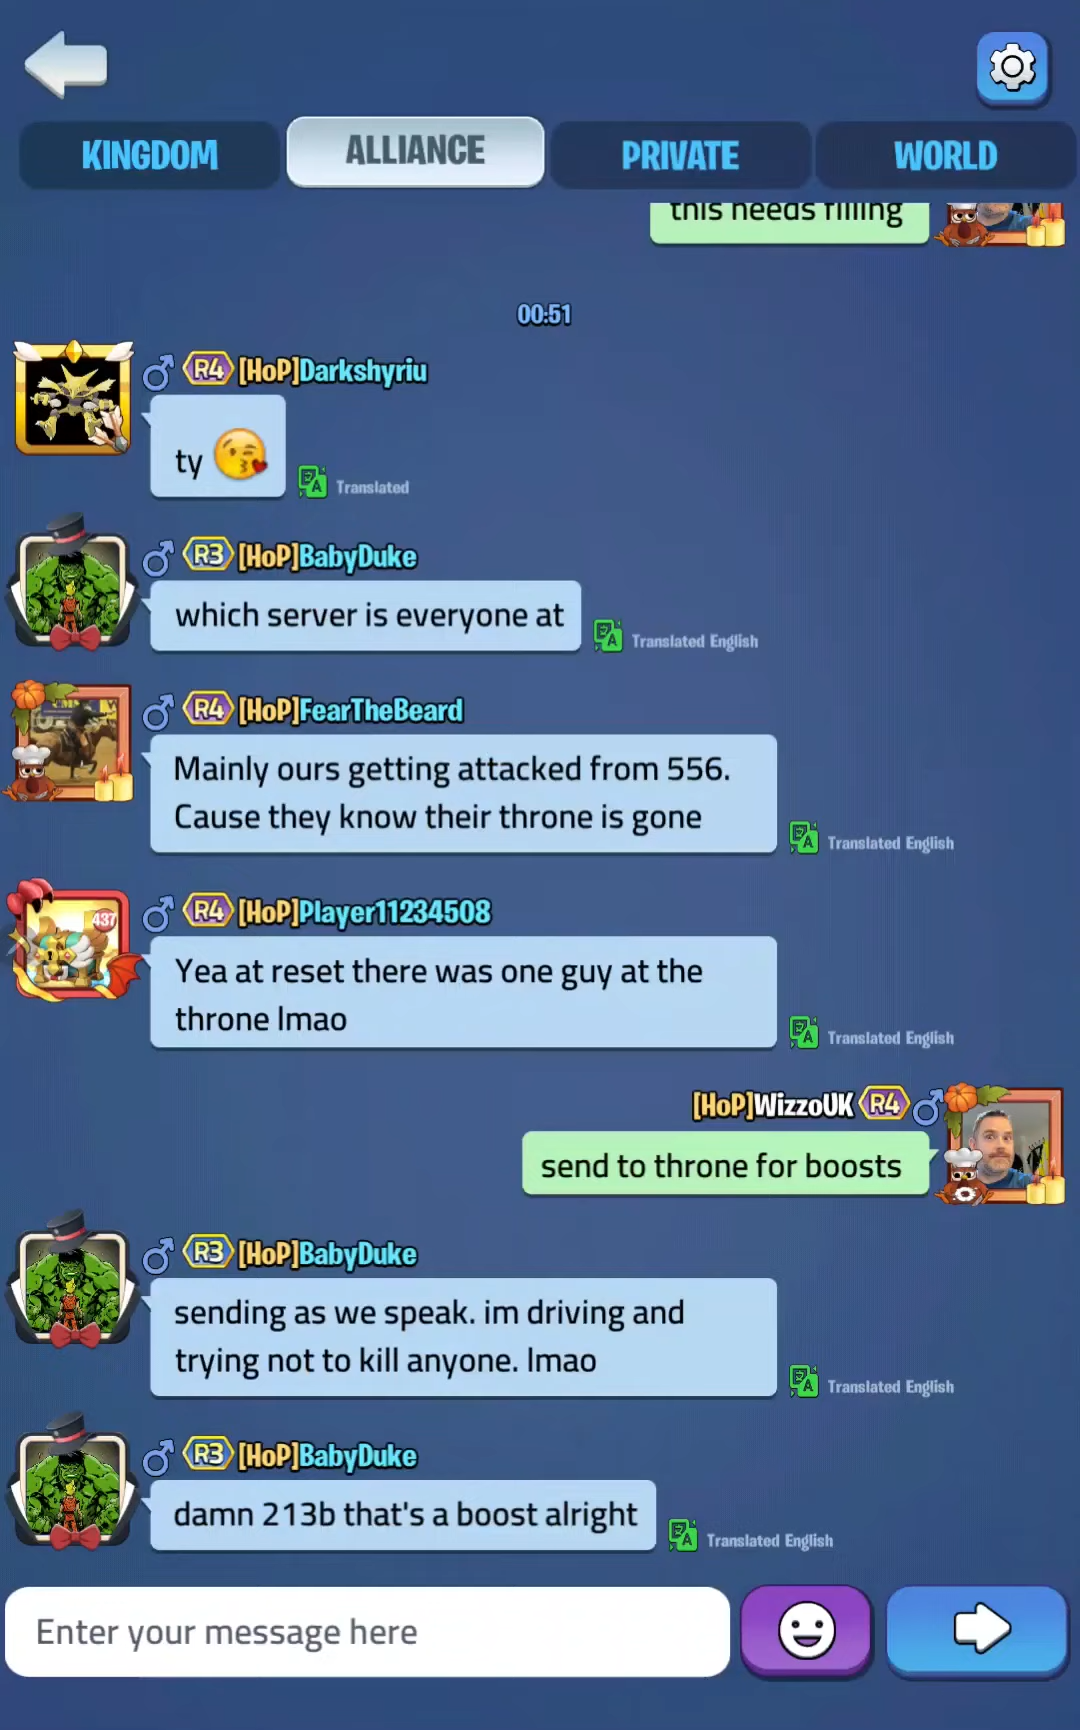 KINGDOM
ALLIANCE
PRIVATE
WORLD
this needs filling
00:51
R4 [HoP]Darkshyriu
ty 😘
Translated
R3 [HoP]BabyDuke
which server is everyone at
Translated English
R4 [HoP]FearTheBeard
Mainly ours getting attacked from 556.
Cause they know their throne is gone
Translated English
437
R4 [HoP]Player11234508
Yea at reset there was one guy at the
throne lmao
Translated English
[HoP]WizzoUK R4
send to throne for boosts
R3 [HoP]BabyDuke
sending as we speak. im driving and
trying not to kill anyone. lmao
Translated English
R3 [HoP]BabyDuke
damn 213b that's a boost alright
Translated English
Enter your message here